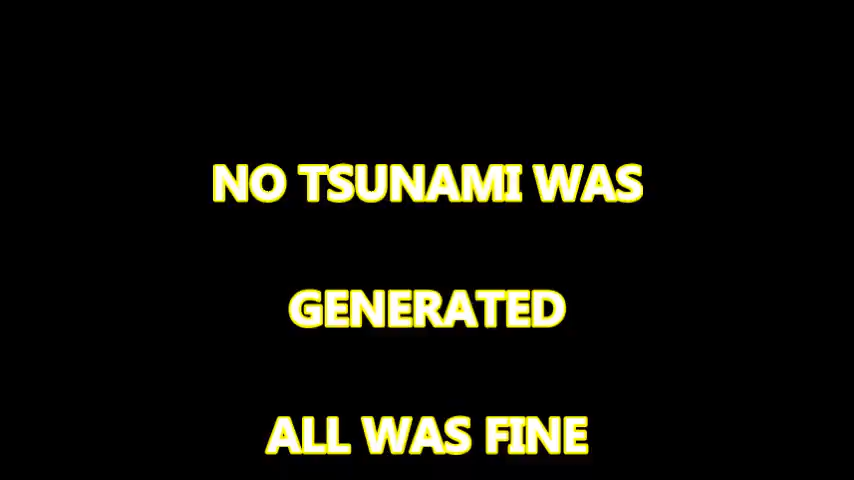 NO TSUNAMI WAS
GENERATED
ALL WAS FINE